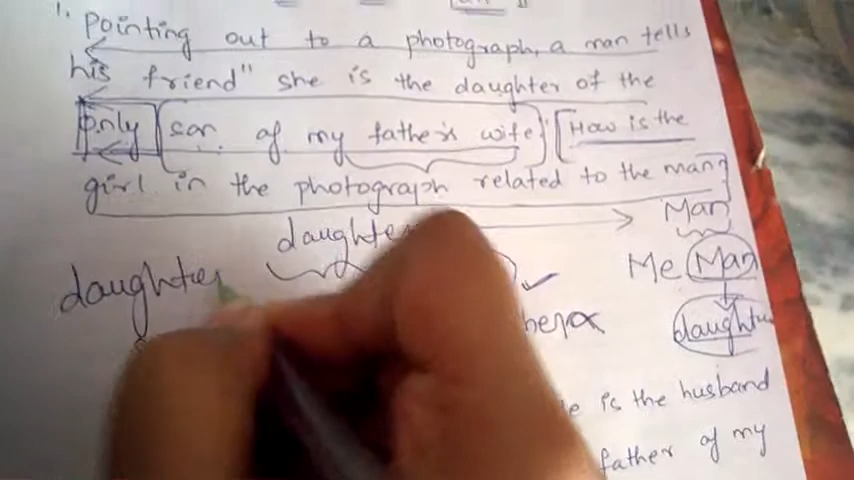 1. Pointing out to a photograph, a man tells
his friend" she is the daughter of the
only son of my father's wife" How is the
girl in the photograph related to the man?
Man
daughter
Me Man
daughter
daughter
is the husband
father of my